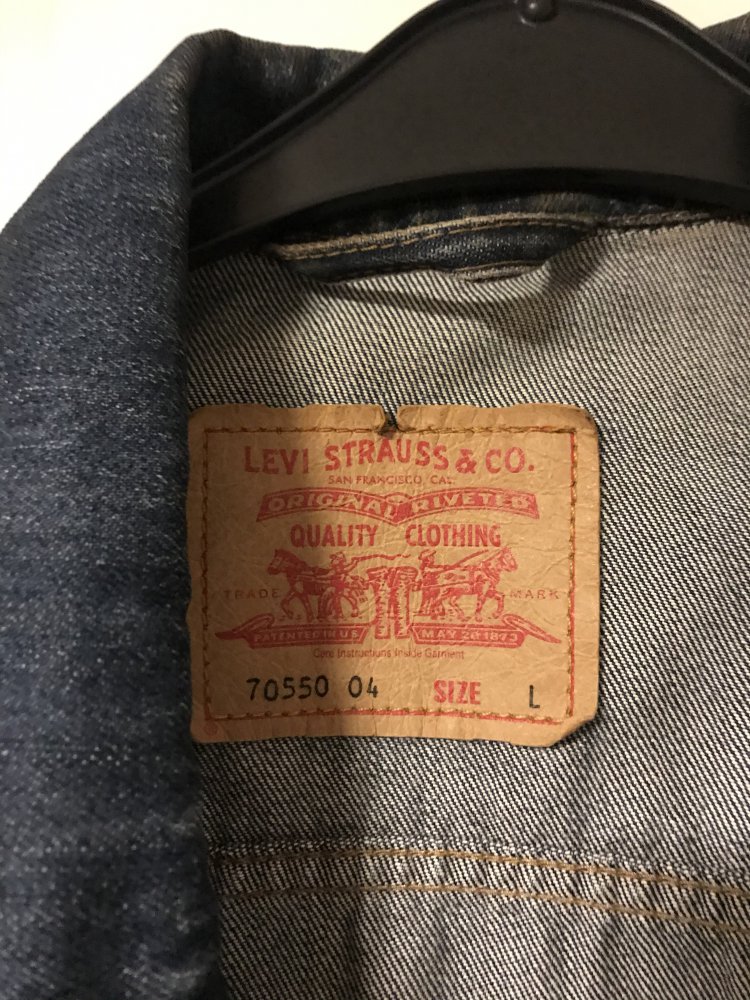 LEVI STRAUSS & CO.
SAN FRANCISCO, CAL.
ORIGINAL RIVETED
QUALITY CLOTHING
TRADE MARK
PATENTED IN U.S. MAY 20 1873
Care Instructions Inside Garment
70550 04 SIZE L
®